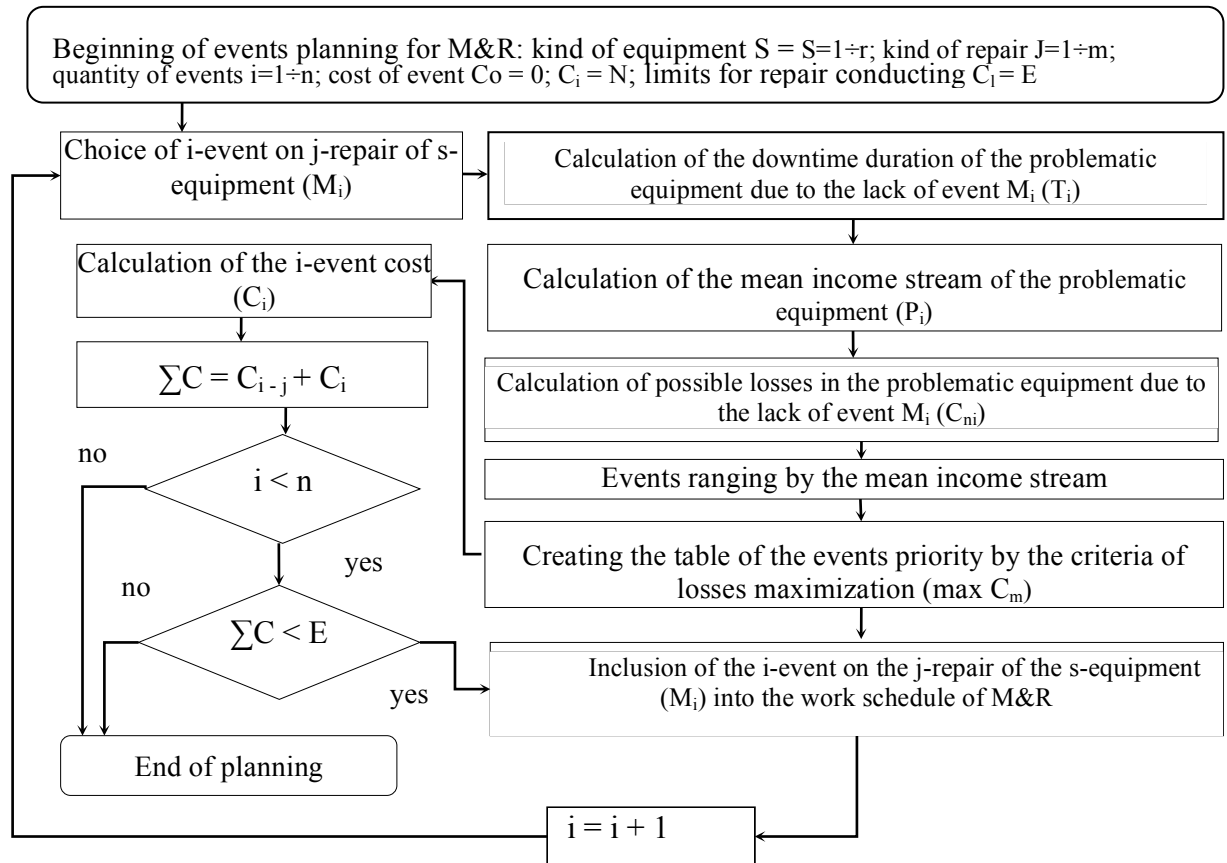 Beginning of events planning for M&R: kind of equipment S = S=1÷r; kind of repair J=1÷m;
quantity of events i=1÷n; cost of event Co = 0; Cᵢ = N; limits for repair conducting Cₗ = E
Choice of i-event on j-repair of s-
equipment (Mᵢ)
Calculation of the downtime duration of the problematic
equipment due to the lack of event Mᵢ (Tᵢ)
Calculation of the i-event cost
(Cᵢ)
Calculation of the mean income stream of the problematic
equipment (Pᵢ)
∑C = Cᵢ ₋ ⱼ + Cᵢ
Calculation of possible losses in the problematic equipment due to
the lack of event Mᵢ (Cₙᵢ)
no
i < n
Events ranging by the mean income stream
yes
Creating the table of the events priority by the criteria of
losses maximization (max Cₘ)
no
∑C < E
yes
Inclusion of the i-event on the j-repair of the s-equipment
(Mᵢ) into the work schedule of M&R
End of planning
i = i + 1